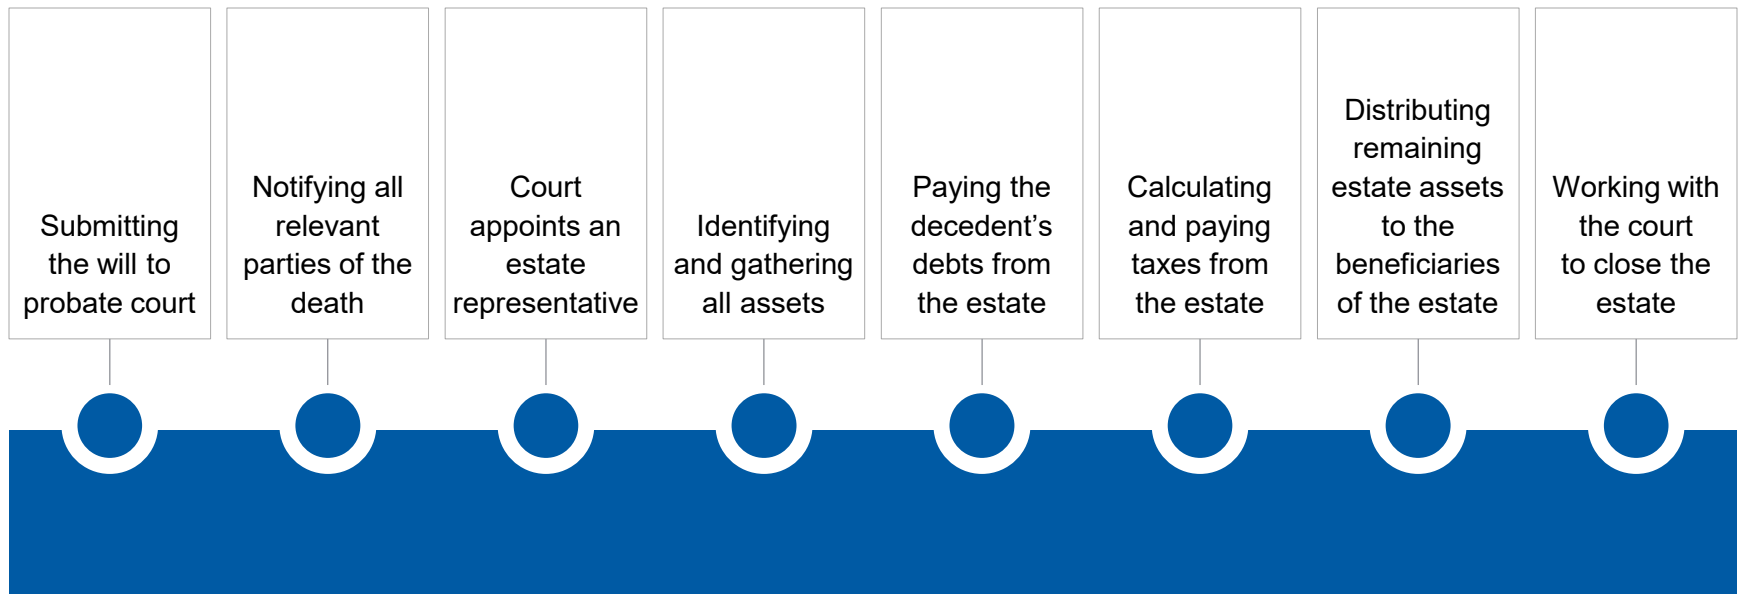 Submitting
the will to
probate court
Notifying all
relevant
parties of the
death
Court
appoints an
estate
representative
Identifying
and gathering
all assets
Paying the
decedent’s
debts from
the estate
Calculating
and paying
taxes from
the estate
Distributing
remaining
estate assets
to the
beneficiaries
of the estate
Working with
the court
to close the
estate